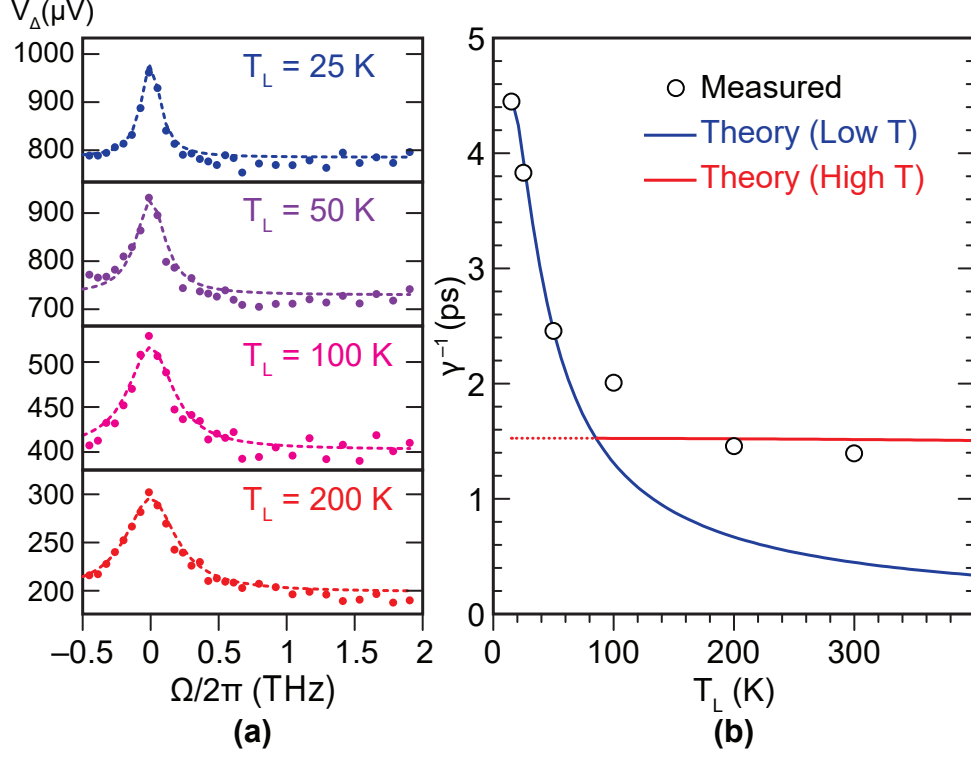 V_Δ(μV)
1000
900
800
T_L = 25 K
900
800
700
T_L = 50 K
500
450
400
T_L = 100 K
300
250
200
T_L = 200 K
–0.5 0 0.5 1 1.5 2
Ω/2π (THz)
(a)
5
4
3
2
1
0
γ⁻¹ (ps)
Measured
Theory (Low T)
Theory (High T)
0 100 200 300
T_L (K)
(b)